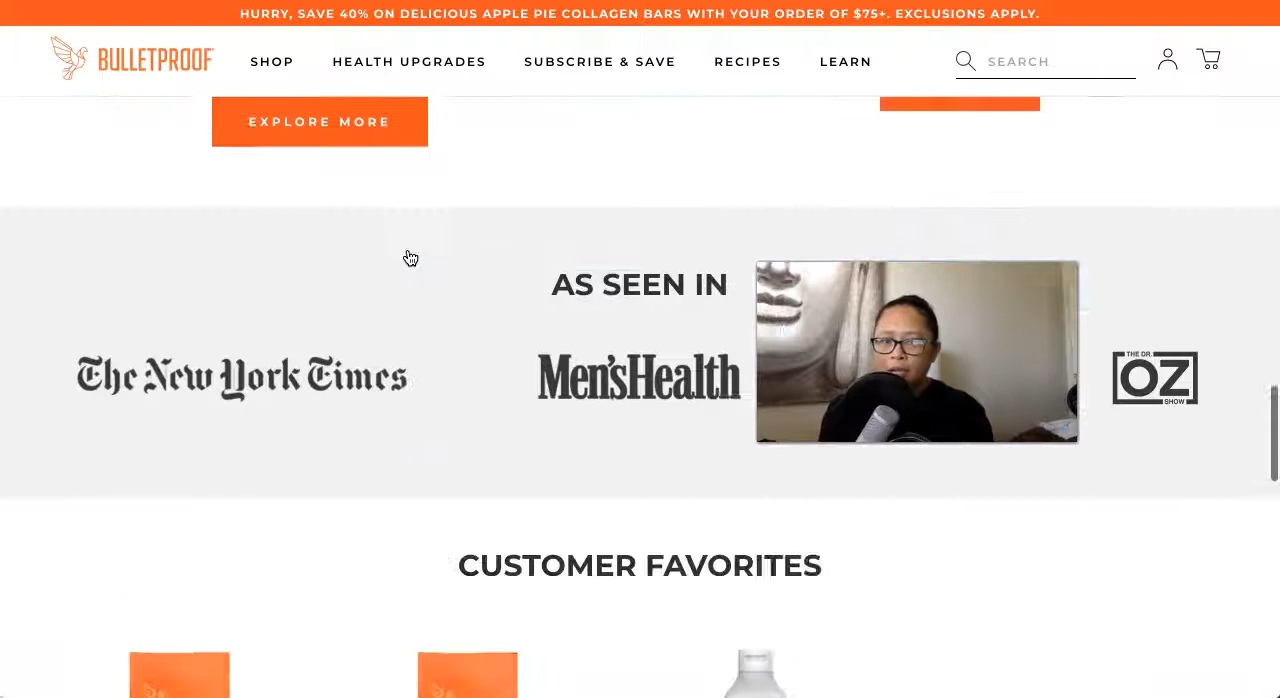 HURRY, SAVE 40% ON DELICIOUS APPLE PIE COLLAGEN BARS WITH YOUR ORDER OF $75+. EXCLUSIONS APPLY.
BULLETPROOF
SHOP
HEALTH UPGRADES
SUBSCRIBE & SAVE
RECIPES
LEARN
SEARCH
EXPLORE MORE
AS SEEN IN
The New York Times
Men'sHealth
THE DR.
OZ
SHOW
CUSTOMER FAVORITES